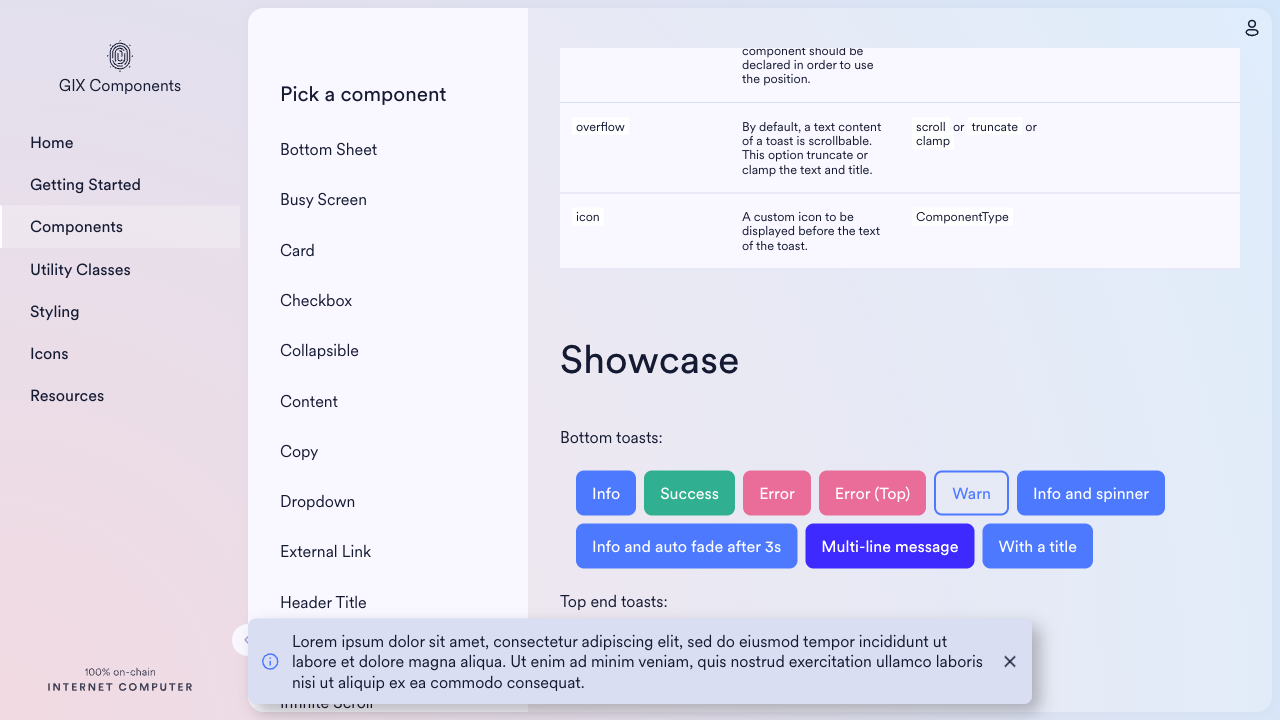 GIX Components
Home
Getting Started
Components
Utility Classes
Styling
Icons
Resources
100% on-chain
INTERNET COMPUTER
Pick a component
Bottom Sheet
Busy Screen
Card
Checkbox
Collapsible
Content
Copy
Dropdown
External Link
Header Title
Infinite Scroll
component should be
declared in order to use
the position.
overflow
By default, a text content
of a toast is scrollable.
This option truncate or
clamp the text and title.
scroll or truncate or
clamp
icon
A custom icon to be
displayed before the text
of the toast.
ComponentType
Showcase
Bottom toasts:
Info Success Error Error (Top) Warn Info and spinner
Info and auto fade after 3s Multi-line message With a title
Top end toasts:
Lorem ipsum dolor sit amet, consectetur adipiscing elit, sed do eiusmod tempor incididunt ut
labore et dolore magna aliqua. Ut enim ad minim veniam, quis nostrud exercitation ullamco laboris
nisi ut aliquip ex ea commodo consequat.